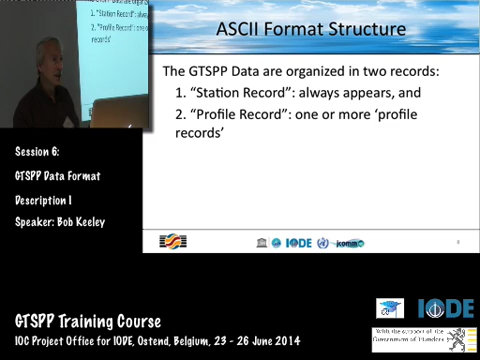 ASCII Format Structure
The GTSPP Data are organized in two records:
1. “Station Record”: always appears, and
2. “Profile Record”: one or more ‘profile
records’
Session 6:
GTSPP Data Format
Description I
Speaker: Bob Keeley
IODE
jcomm
8
GTSPP Training Course
IOC Project Office for IODE, Ostend, Belgium, 23 - 26 June 2014
IODE
With the support of the
Government of Flanders